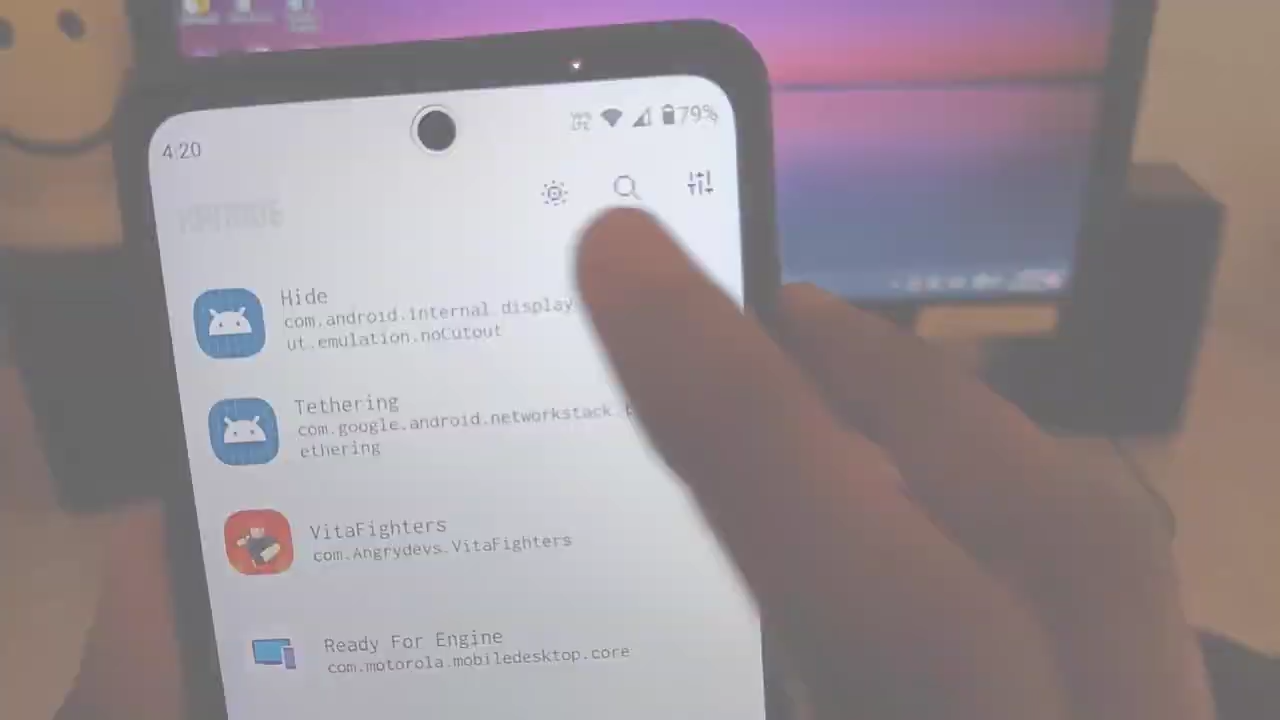 4:20
79%
Hide
com.android.internal.display
ut.emulation.noCutout
Tethering
com.google.android.networkstack.t
ethering
VitaFighters
com.Angrydevs.VitaFighters
Ready For Engine
com.motorola.mobiledesktop.core